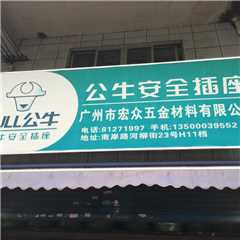 公牛安全插座
广州市宏众五金材料有限公
电话:81271997 手机:13500039552
地址:南岸路河柳街23号H11档
ULL公牛
牛安全插座